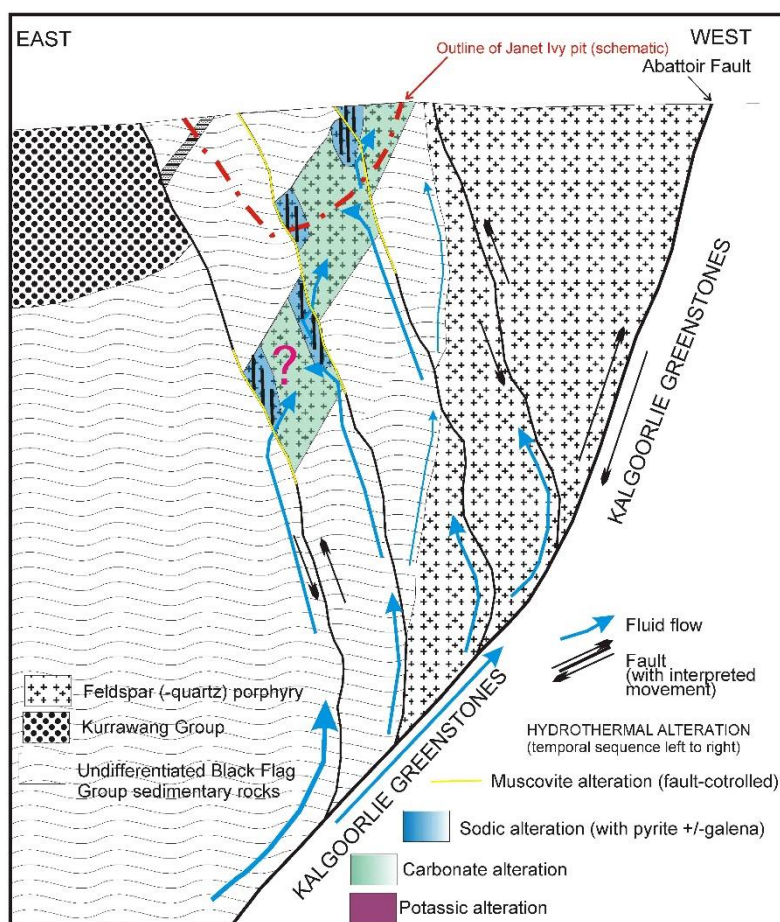 EAST
WEST
Outline of Janet Ivy pit (schematic)
Abattoir Fault
?
KALGOORLIE GREENSTONES
KALGOORLIE GREENSTONES
Feldspar (-quartz) porphyry
Kurrawang Group
Undifferentiated Black Flag
Group sedimentary rocks
Fluid flow
Fault
(with interpreted
movement)
HYDROTHERMAL ALTERATION
(temporal sequence left to right)
Muscovite alteration (fault-cotrolled)
Sodic alteration (with pyrite +/-galena)
Carbonate alteration
Potassic alteration